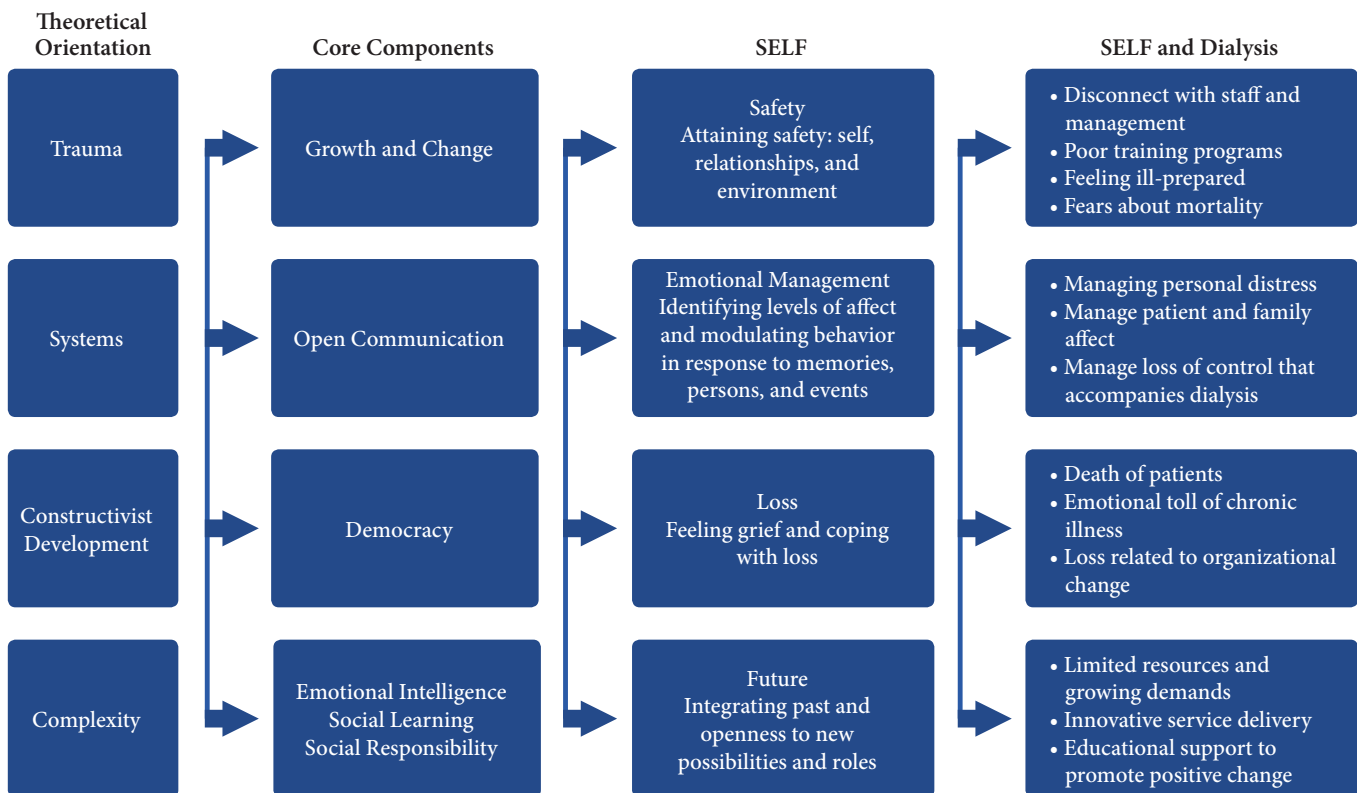 Theoretical
Orientation
Core Components
SELF
SELF and Dialysis
Trauma
Growth and Change
Safety
Attaining safety: self,
relationships, and
environment
• Disconnect with staff and
management
• Poor training programs
• Feeling ill-prepared
• Fears about mortality
Systems
Open Communication
Emotional Management
Identifying levels of affect
and modulating behavior
in response to memories,
persons, and events
• Managing personal distress
• Manage patient and family
affect
• Manage loss of control that
accompanies dialysis
Constructivist
Development
Democracy
Loss
Feeling grief and coping
with loss
• Death of patients
• Emotional toll of chronic
illness
• Loss related to organizational
change
Complexity
Emotional Intelligence
Social Learning
Social Responsibility
Future
Integrating past and
openness to new
possibilities and roles
• Limited resources and
growing demands
• Innovative service delivery
• Educational support to
promote positive change